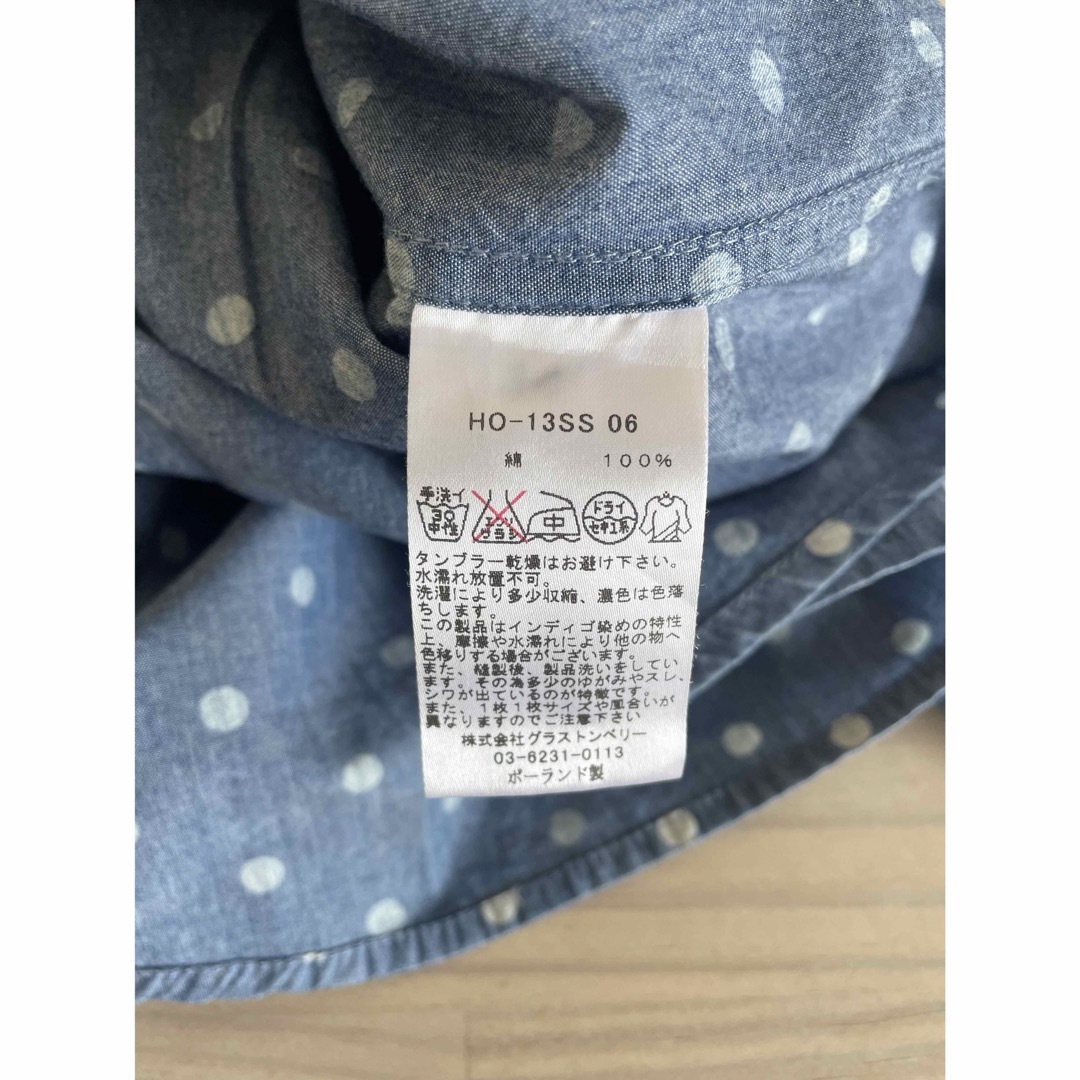 HO-13SS 06
綿 100%
手洗イ
30
中性
エンソ
サラシ
中
ドライ
セキユ系
タンブラー乾燥はお避け下さい。
水濡れ放置不可。
洗濯により多少収縮、濃色は色落
ちします。
この製品はインディゴ染めの特性
上、摩擦や水濡れにより他の物へ
色移りする場合がございます。
また、縫製後、製品洗いをしてい
ます。その為多少のゆがみやスレ、
シワが出ているのが特徴です。
また、1枚1枚サイズや風合いが
異なりますのでご注意下さい
株式会社グラストンベリー
03-6231-0113
ポーランド製